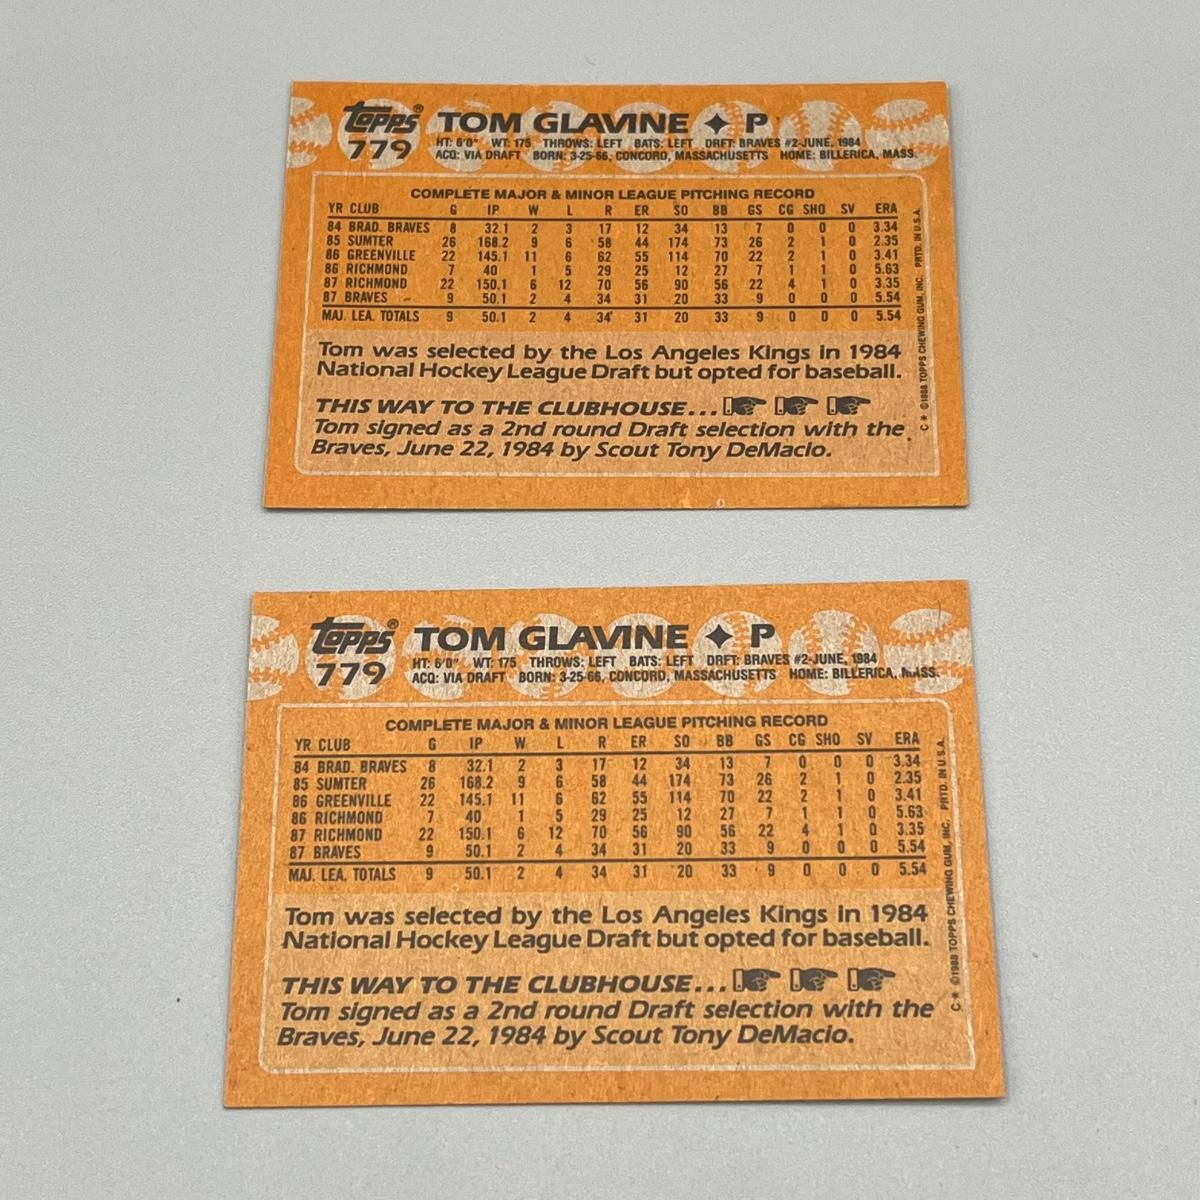 Topps® TOM GLAVINE ✦ P
779 HT: 6'0" WT: 175 THROWS: LEFT BATS: LEFT DRFT: BRAVES #2-JUNE, 1984
ACQ: VIA DRAFT BORN: 3-25-66, CONCORD, MASSACHUSETTS HOME: BILLERICA, MASS.
COMPLETE MAJOR & MINOR LEAGUE PITCHING RECORD
YR CLUB G IP W L R ER SO BB GS CG SHO SV ERA
84 BRAD. BRAVES 8 32.1 2 3 17 12 34 13 7 0 0 0 3.34
85 SUMTER 26 168.2 9 6 58 44 174 73 26 2 1 0 2.35
86 GREENVILLE 22 145.1 11 6 62 55 114 70 22 2 1 0 3.41
86 RICHMOND 7 40 1 5 29 25 12 27 7 1 1 0 5.63
87 RICHMOND 22 150.1 6 12 70 56 90 56 22 4 1 0 3.35
87 BRAVES 9 50.1 2 4 34 31 20 33 9 0 0 0 5.54
MAJ. LEA. TOTALS 9 50.1 2 4 34 31 20 33 9 0 0 0 5.54
Tom was selected by the Los Angeles Kings in 1984
National Hockey League Draft but opted for baseball.
THIS WAY TO THE CLUBHOUSE...
Tom signed as a 2nd round Draft selection with the
Braves, June 22, 1984 by Scout Tony DeMacio.
C* ©1988 TOPPS CHEWING GUM, INC. PRTD. IN U.S.A.
Topps® TOM GLAVINE ✦ P
779 HT: 6'0" WT: 175 THROWS: LEFT BATS: LEFT DRFT: BRAVES #2-JUNE, 1984
ACQ: VIA DRAFT BORN: 3-25-66, CONCORD, MASSACHUSETTS HOME: BILLERICA, MASS.
COMPLETE MAJOR & MINOR LEAGUE PITCHING RECORD
YR CLUB G IP W L R ER SO BB GS CG SHO SV ERA
84 BRAD. BRAVES 8 32.1 2 3 17 12 34 13 7 0 0 0 3.34
85 SUMTER 26 168.2 9 6 58 44 174 73 26 2 1 0 2.35
86 GREENVILLE 22 145.1 11 6 62 55 114 70 22 2 1 0 3.41
86 RICHMOND 7 40 1 5 29 25 12 27 7 1 1 0 5.63
87 RICHMOND 22 150.1 6 12 70 56 90 56 22 4 1 0 3.35
87 BRAVES 9 50.1 2 4 34 31 20 33 9 0 0 0 5.54
MAJ. LEA. TOTALS 9 50.1 2 4 34 31 20 33 9 0 0 0 5.54
Tom was selected by the Los Angeles Kings in 1984
National Hockey League Draft but opted for baseball.
THIS WAY TO THE CLUBHOUSE...
Tom signed as a 2nd round Draft selection with the
Braves, June 22, 1984 by Scout Tony DeMacio.
C* ©1988 TOPPS CHEWING GUM, INC. PRTD. IN U.S.A.